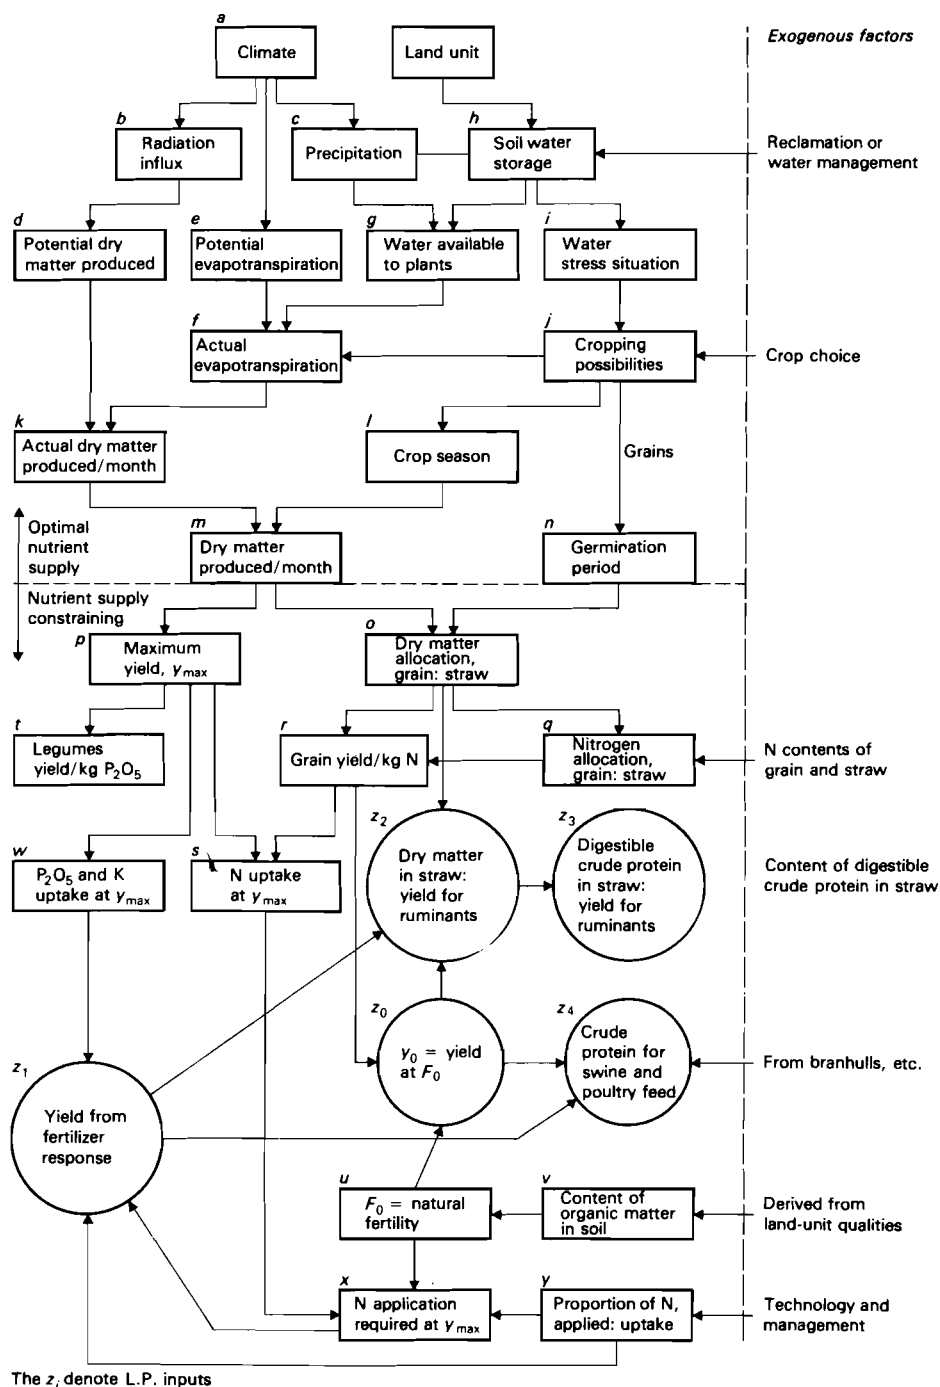 a
Climate
Land unit
Exogenous factors
b
Radiation
influx
c
Precipitation
h
Soil water
storage
Reclamation or
water management
d
Potential dry
matter produced
e
Potential
evapotranspiration
g
Water available
to plants
i
Water
stress situation
f
Actual
evapotranspiration
j
Cropping
possibilities
Crop choice
k
Actual dry matter
produced/month
l
Crop season
Grains
Optimal
nutrient
supply
m
Dry matter
produced/month
n
Germination
period
Nutrient supply
constraining
p
Maximum
yield, y_max
o
Dry matter
allocation,
grain: straw
t
Legumes
yield/kg P₂O₅
r
Grain yield/kg N
q
Nitrogen
allocation,
grain: straw
N contents of
grain and straw
w
P₂O₅ and K
uptake at y_max
s
N uptake
at y_max
z₂
Dry matter
in straw:
yield for
ruminants
z₃
Digestible
crude protein
in straw:
yield for
ruminants
Content of digestible
crude protein in straw
z₁
Yield from
fertilizer
response
z₀
y₀ = yield
at F₀
z₄
Crude
protein for
swine and
poultry feed
From branhulls, etc.
u
F₀ = natural
fertility
v
Content of
organic matter
in soil
Derived from
land-unit qualities
x
N application
required at y_max
y
Proportion of N,
applied: uptake
Technology and
management
The z_i denote L.P. inputs